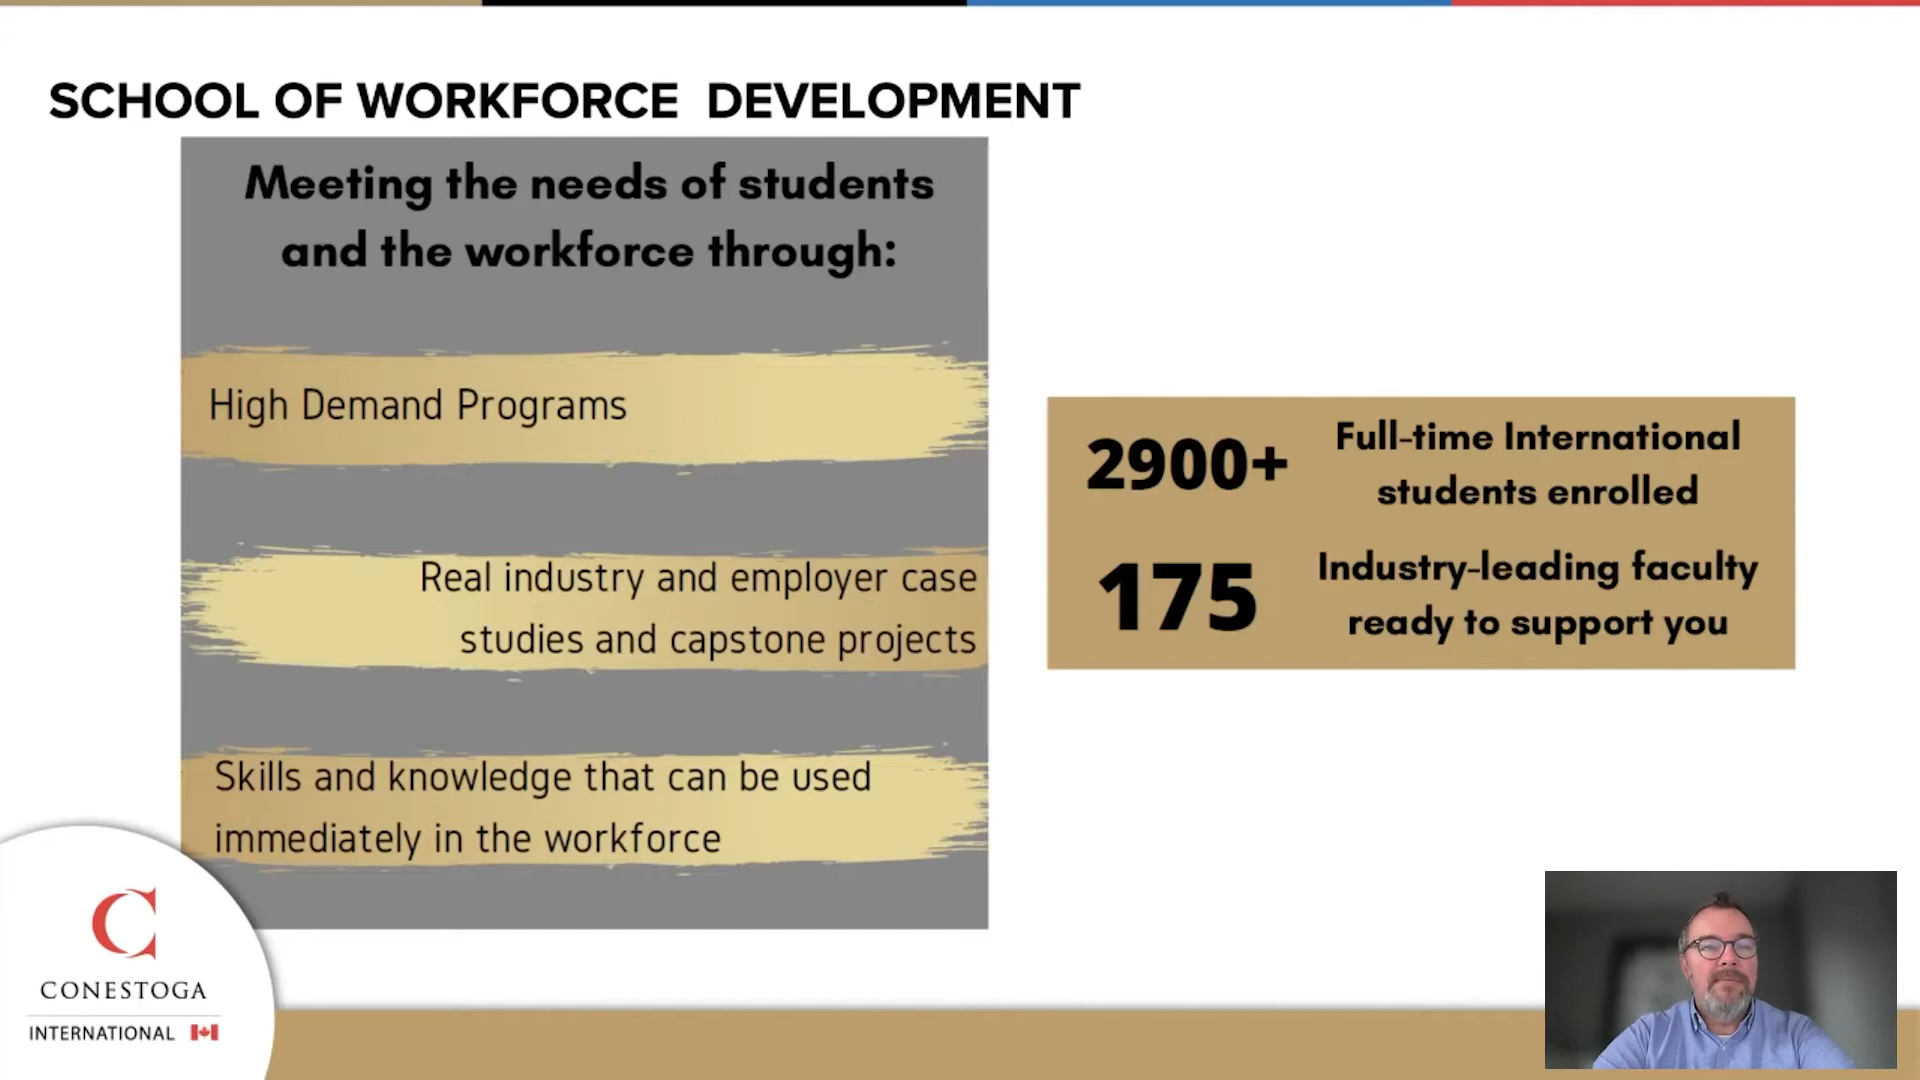 SCHOOL OF WORKFORCE DEVELOPMENT
Meeting the needs of students
and the workforce through:
High Demand Programs
Real industry and employer case
studies and capstone projects
Skills and knowledge that can be used
immediately in the workforce
2900+
Full-time International
students enrolled
175
Industry-leading faculty
ready to support you
CONESTOGA
INTERNATIONAL